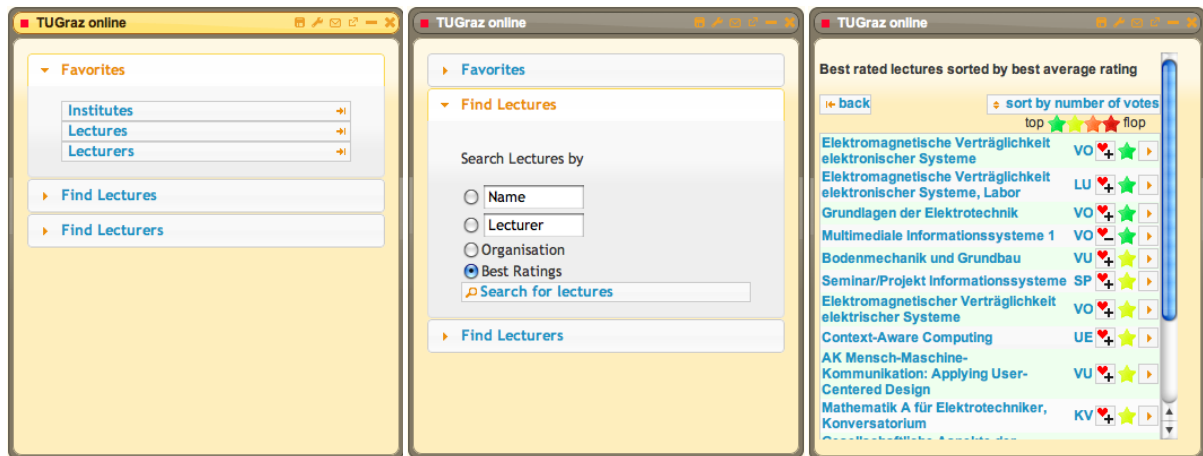 TUGraz online
Favorites
Institutes
Lectures
Lecturers
Find Lectures
Find Lecturers
TUGraz online
Favorites
Find Lectures
Search Lectures by
Name
Lecturer
Organisation
Best Ratings
Search for lectures
Find Lecturers
TUGraz online
Best rated lectures sorted by best average rating
back
sort by number of votes
top flop
Elektromagnetische Verträglichkeit
elektronischer Systeme VO
Elektromagnetische Verträglichkeit
elektronischer Systeme, Labor LU
Grundlagen der Elektrotechnik VO
Multimediale Informationssysteme 1 VO
Bodenmechanik und Grundbau VU
Seminar/Projekt Informationssysteme SP
Elektromagnetischer Verträglichkeit
elektrischer Systeme VO
Context-Aware Computing UE
AK Mensch-Maschine-
Kommunikation: Applying User- VU
Centered Design
Mathematik A für Elektrotechniker,
Konversatorium KV